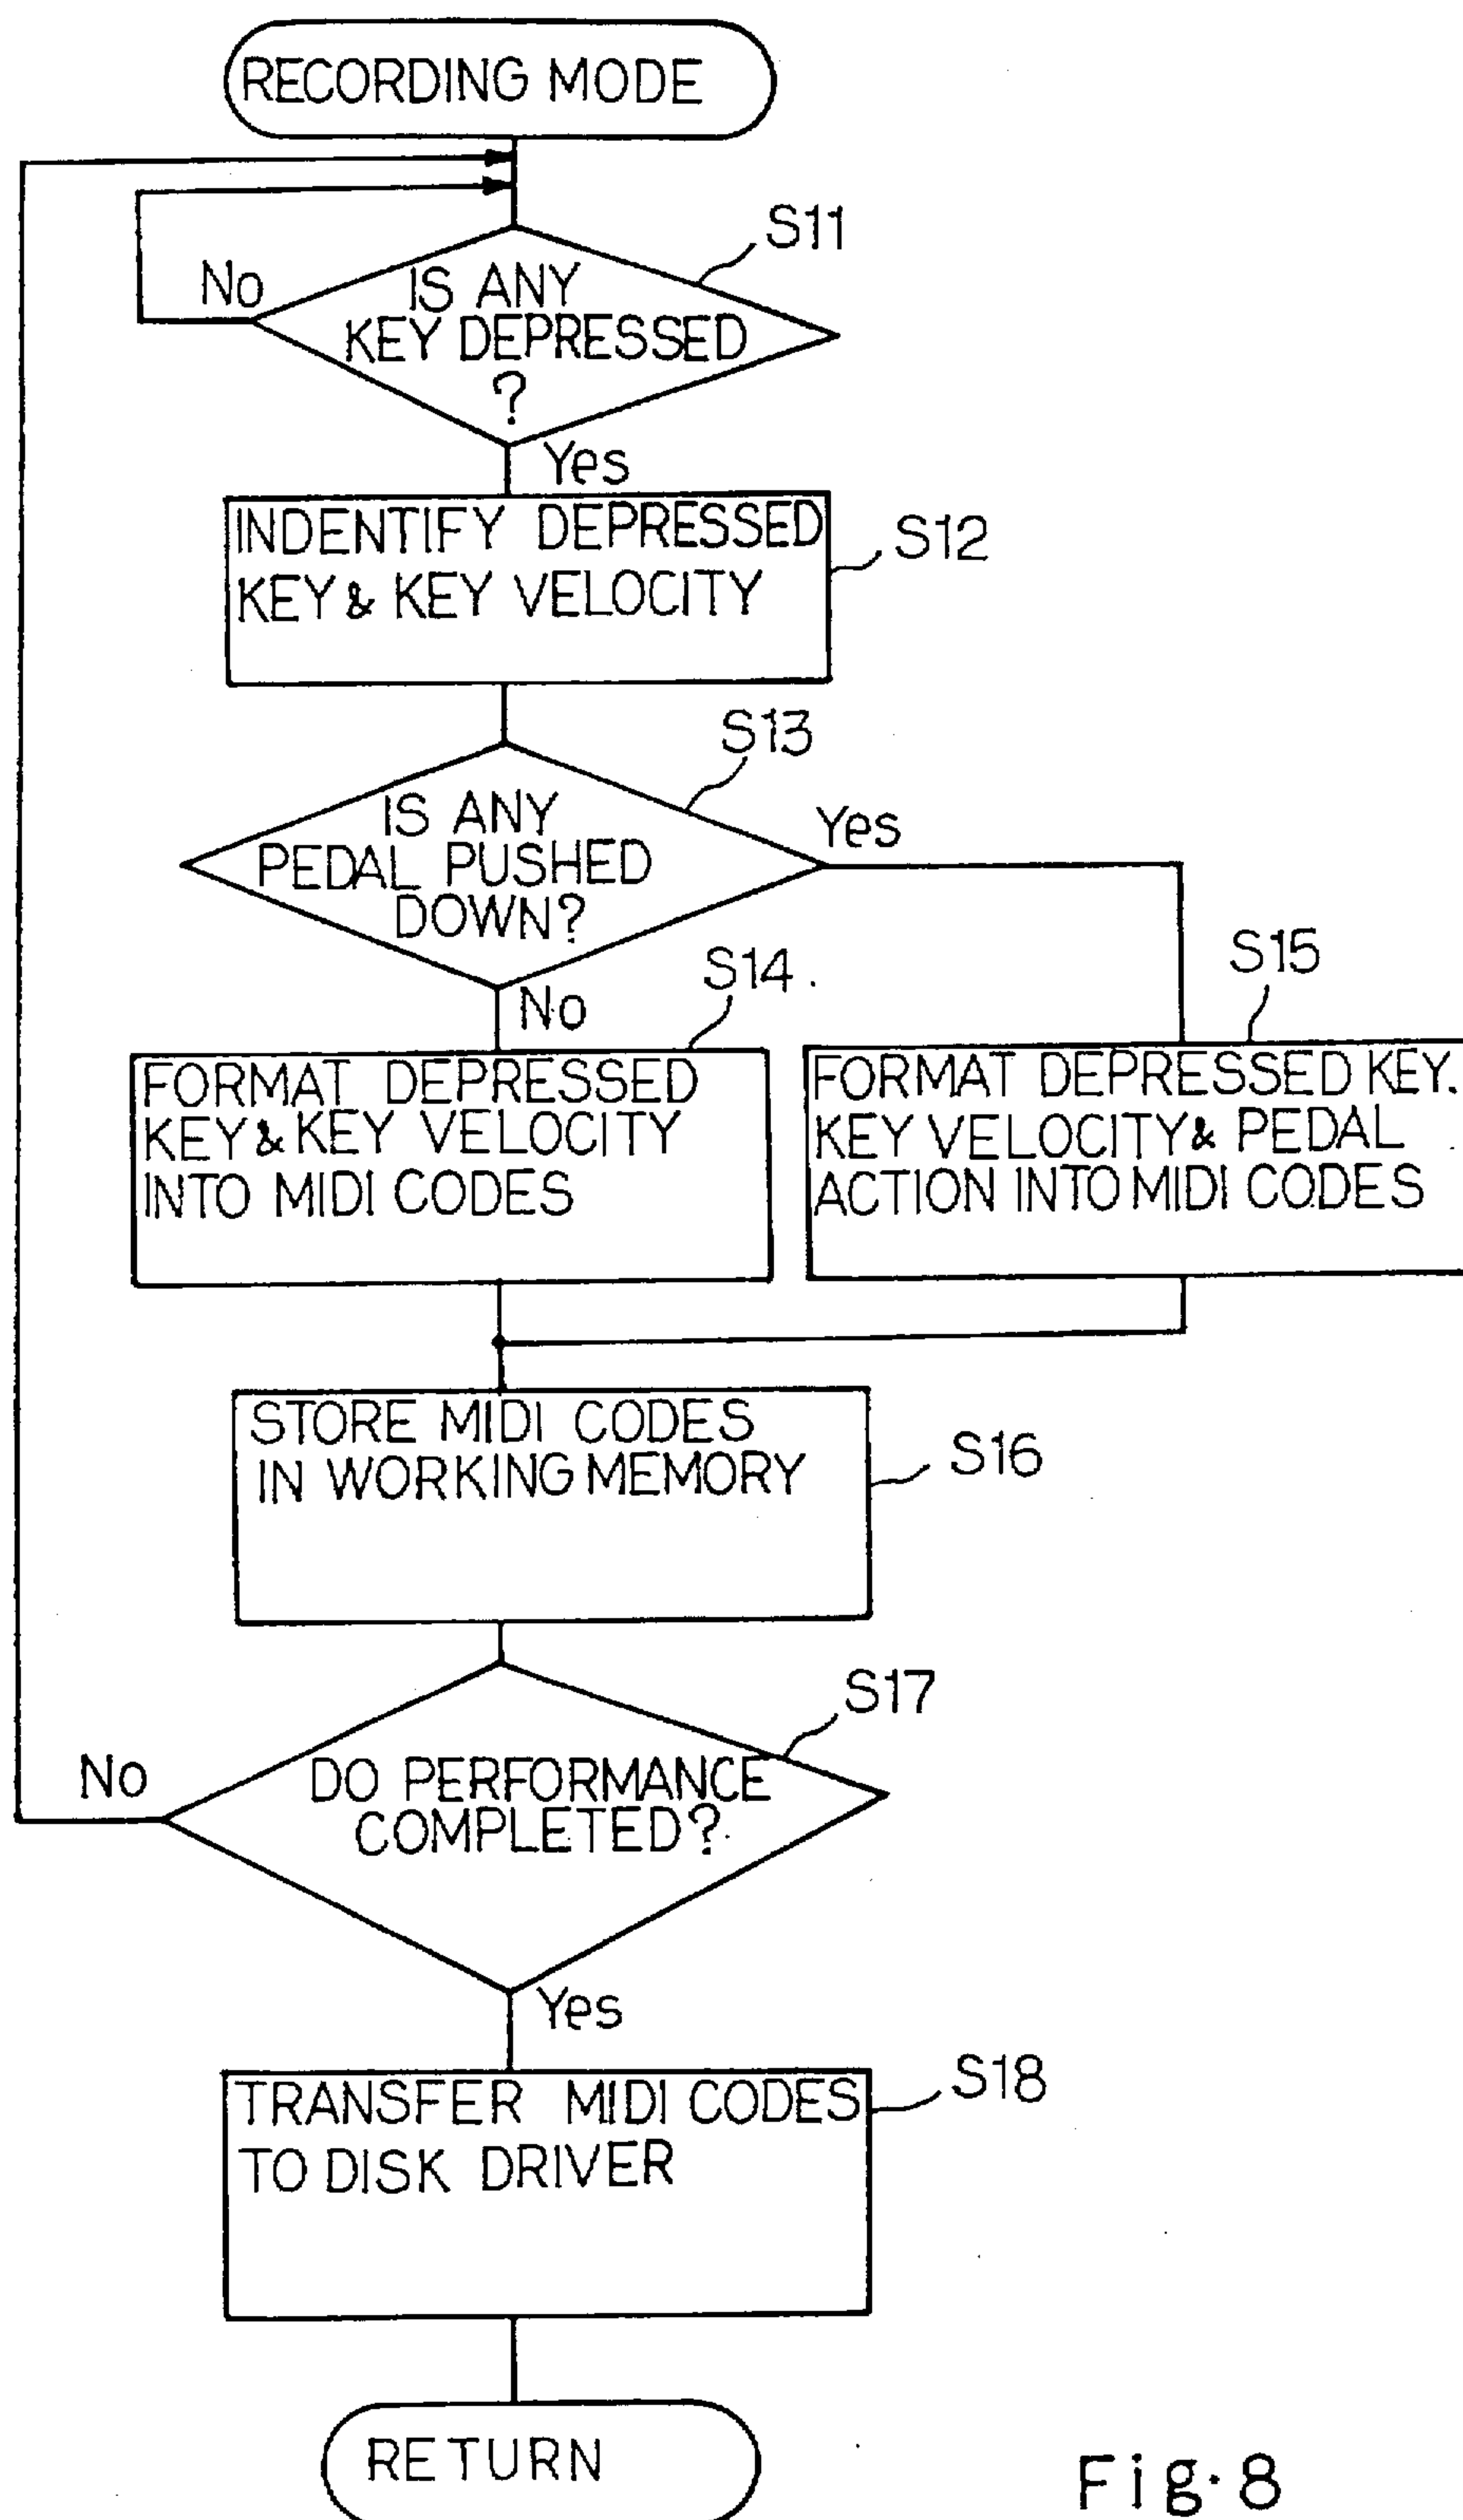 RECORDING MODE
S11
No
IS ANY
KEY DEPRESSED
?
Yes
INDENTIFY DEPRESSED
KEY & KEY VELOCITY
S12
S13
IS ANY
PEDAL PUSHED
DOWN?
Yes
No
S14
S15
FORMAT DEPRESSED
KEY & KEY VELOCITY
INTO MIDI CODES
FORMAT DEPRESSED KEY.
KEY VELOCITY & PEDAL
ACTION INTO MIDI CODES
STORE MIDI CODES
IN WORKING MEMORY
S16
S17
No
DO PERFORMANCE
COMPLETED?
Yes
TRANSFER MIDI CODES
TO DISK DRIVER
S18
RETURN
Fig. 8